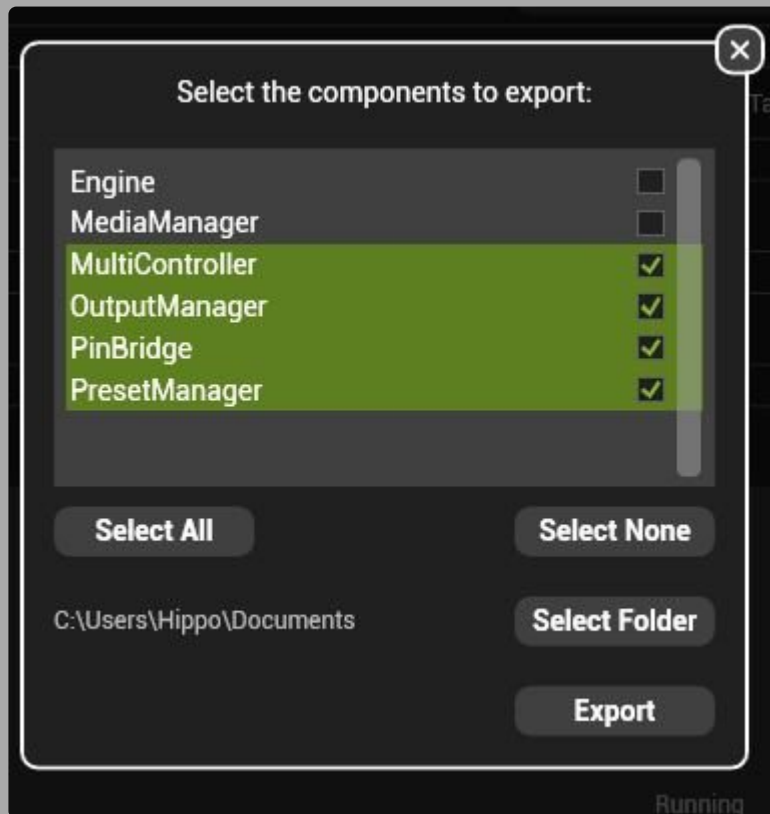 Select the components to export:
Ta
Engine
MediaManager
MultiController
OutputManager
PinBridge
PresetManager
Select All
Select None
C:\Users\Hippo\Documents
Select Folder
Export
Running